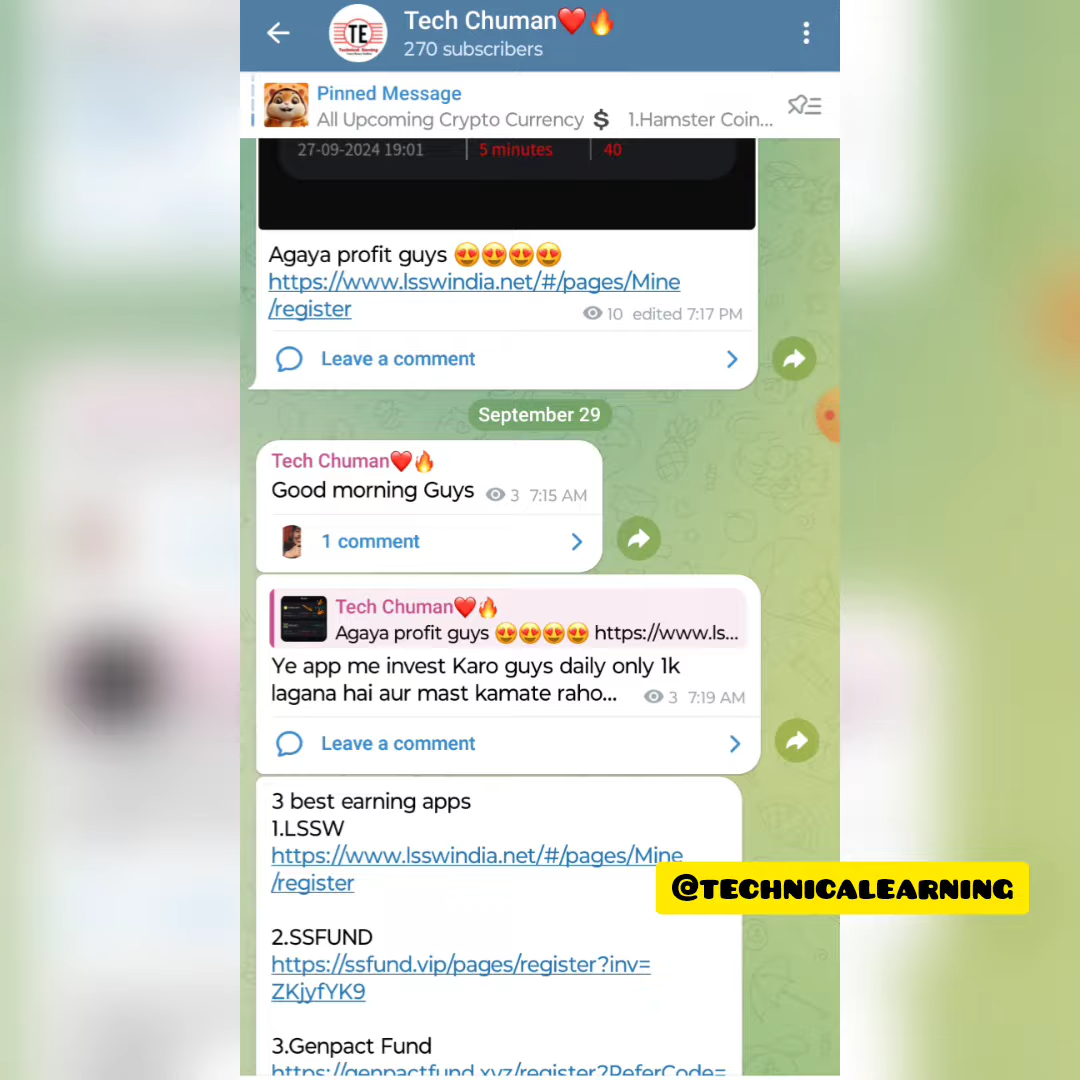 Tech Chuman❤️🔥
270 subscribers
TE
Pinned Message
All Upcoming Crypto Currency 💲 1.Hamster Coin...
27-09-2024 19:01 | 5 minutes | 40
Agaya profit guys 😍😍😍😍
https://www.lsswindia.net/#/pages/Mine
/register
10 edited 7:17 PM
Leave a comment
September 29
Tech Chuman❤️🔥
Good morning Guys 3 7:15 AM
1 comment
Tech Chuman❤️🔥
Agaya profit guys 😍😍😍😍 https://www.ls...
Ye app me invest Karo guys daily only 1k
lagana hai aur mast kamate raho... 3 7:19 AM
Leave a comment
3 best earning apps
1.LSSW
https://www.lsswindia.net/#/pages/Mine
/register
@TECHNICALEARNING
2.SSFUND
https://ssfund.vip/pages/register?inv=
ZKjyfYK9
3.Genpact Fund
https://genpactfund.xyz/register?ReferCode=